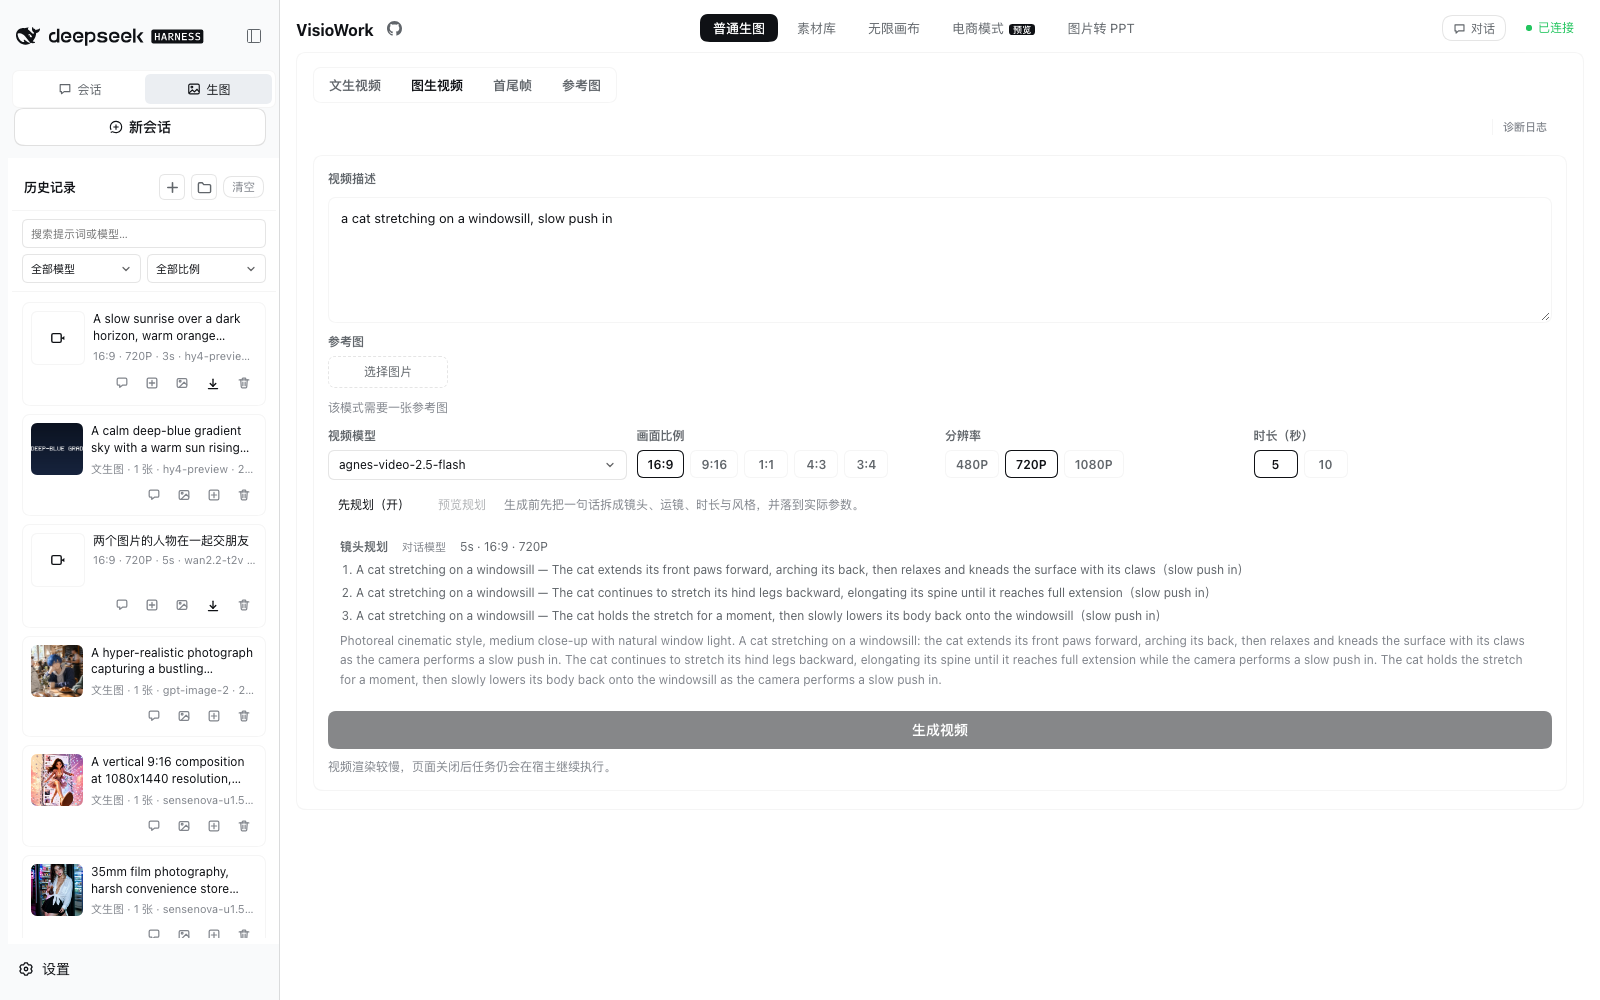 deepseek HARNESS
会话
生图
新会话
历史记录
清空
搜索提示词或模型...
全部模型
全部比例
A slow sunrise over a dark
horizon, warm orange...
16:9 · 720P · 3s · hy4-previe...
DEEP-BLUE GRAD
A calm deep-blue gradient
sky with a warm sun rising...
文生图 · 1 张 · hy4-preview · 2...
两个图片的人物在一起交朋友
16:9 · 720P · 5s · wan2.2-t2v ...
A hyper-realistic photograph
capturing a bustling...
文生图 · 1 张 · gpt-image-2 · 2...
A vertical 9:16 composition
at 1080x1440 resolution,...
文生图 · 1 张 · sensenova-u1.5...
35mm film photography,
harsh convenience store...
文生图 · 1 张 · sensenova-u1.5...
设置
VisioWork
普通生图
素材库
无限画布
电商模式 预览
图片转 PPT
对话
已连接
文生视频
图生视频
首尾帧
参考图
诊断日志
视频描述
a cat stretching on a windowsill, slow push in
参考图
选择图片
该模式需要一张参考图
视频模型
agnes-video-2.5-flash
画面比例
16:9 9:16 1:1 4:3 3:4
分辨率
480P 720P 1080P
时长（秒）
5 10
先规划（开） 预览规划 生成前先把一句话拆成镜头、运镜、时长与风格，并落到实际参数。
镜头规划 对话模型 5s · 16:9 · 720P
1. A cat stretching on a windowsill — The cat extends its front paws forward, arching its back, then relaxes and kneads the surface with its claws（slow push in）
2. A cat stretching on a windowsill — The cat continues to stretch its hind legs backward, elongating its spine until it reaches full extension（slow push in）
3. A cat stretching on a windowsill — The cat holds the stretch for a moment, then slowly lowers its body back onto the windowsill（slow push in）
Photoreal cinematic style, medium close-up with natural window light. A cat stretching on a windowsill: the cat extends its front paws forward, arching its back, then relaxes and kneads the surface with its claws
as the camera performs a slow push in. The cat continues to stretch its hind legs backward, elongating its spine until it reaches full extension while the camera performs a slow push in. The cat holds the stretch
for a moment, then slowly lowers its body back onto the windowsill as the camera performs a slow push in.
生成视频
视频渲染较慢，页面关闭后任务仍会在宿主继续执行。